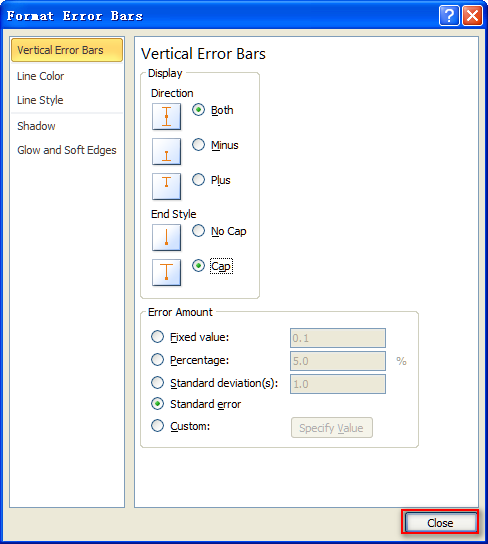 Format Error Bars
Vertical Error Bars
Line Color
Line Style
Shadow
Glow and Soft Edges
Vertical Error Bars
Display
Direction
Both
Minus
Plus
End Style
No Cap
Cap
Error Amount
Fixed value: 0.1
Percentage: 5.0 %
Standard deviation(s): 1.0
Standard error
Custom: Specify Value
Close